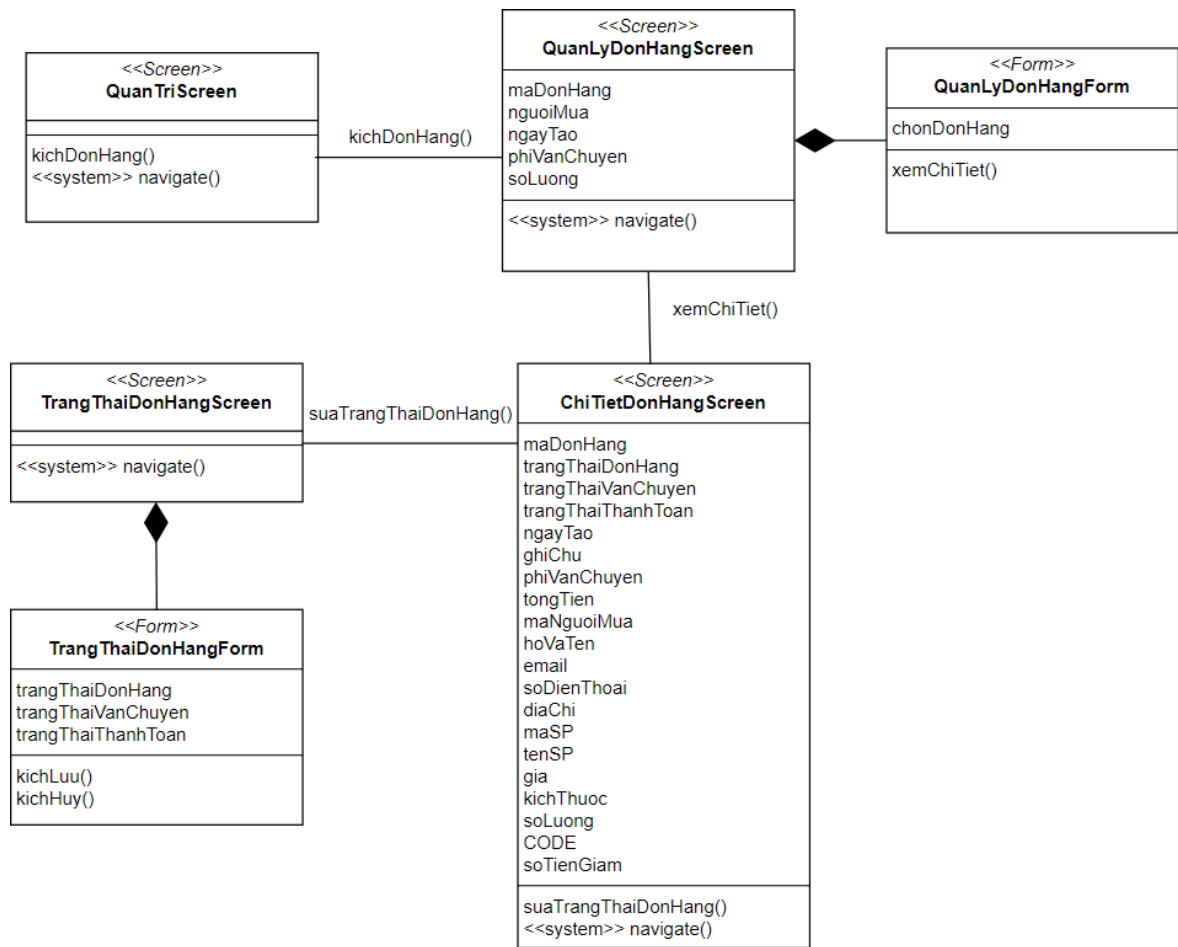 <<Screen>>
QuanTriScreen
kichDonHang()
<<system>> navigate()
kichDonHang()
<<Screen>>
QuanLyDonHangScreen
maDonHang
nguoiMua
ngayTao
phiVanChuyen
soLuong
<<system>> navigate()
<<Form>>
QuanLyDonHangForm
chonDonHang
xemChiTiet()
xemChiTiet()
<<Screen>>
TrangThaiDonHangScreen
<<system>> navigate()
suaTrangThaiDonHang()
<<Screen>>
ChiTietDonHangScreen
maDonHang
trangThaiDonHang
trangThaiVanChuyen
trangThaiThanhToan
ngayTao
ghiChu
phiVanChuyen
tongTien
maNguoiMua
hoVaTen
email
soDienThoai
diaChi
maSP
tenSP
gia
kichThuoc
soLuong
CODE
soTienGiam
suaTrangThaiDonHang()
<<system>> navigate()
<<Form>>
TrangThaiDonHangForm
trangThaiDonHang
trangThaiVanChuyen
trangThaiThanhToan
kichLuu()
kichHuy()